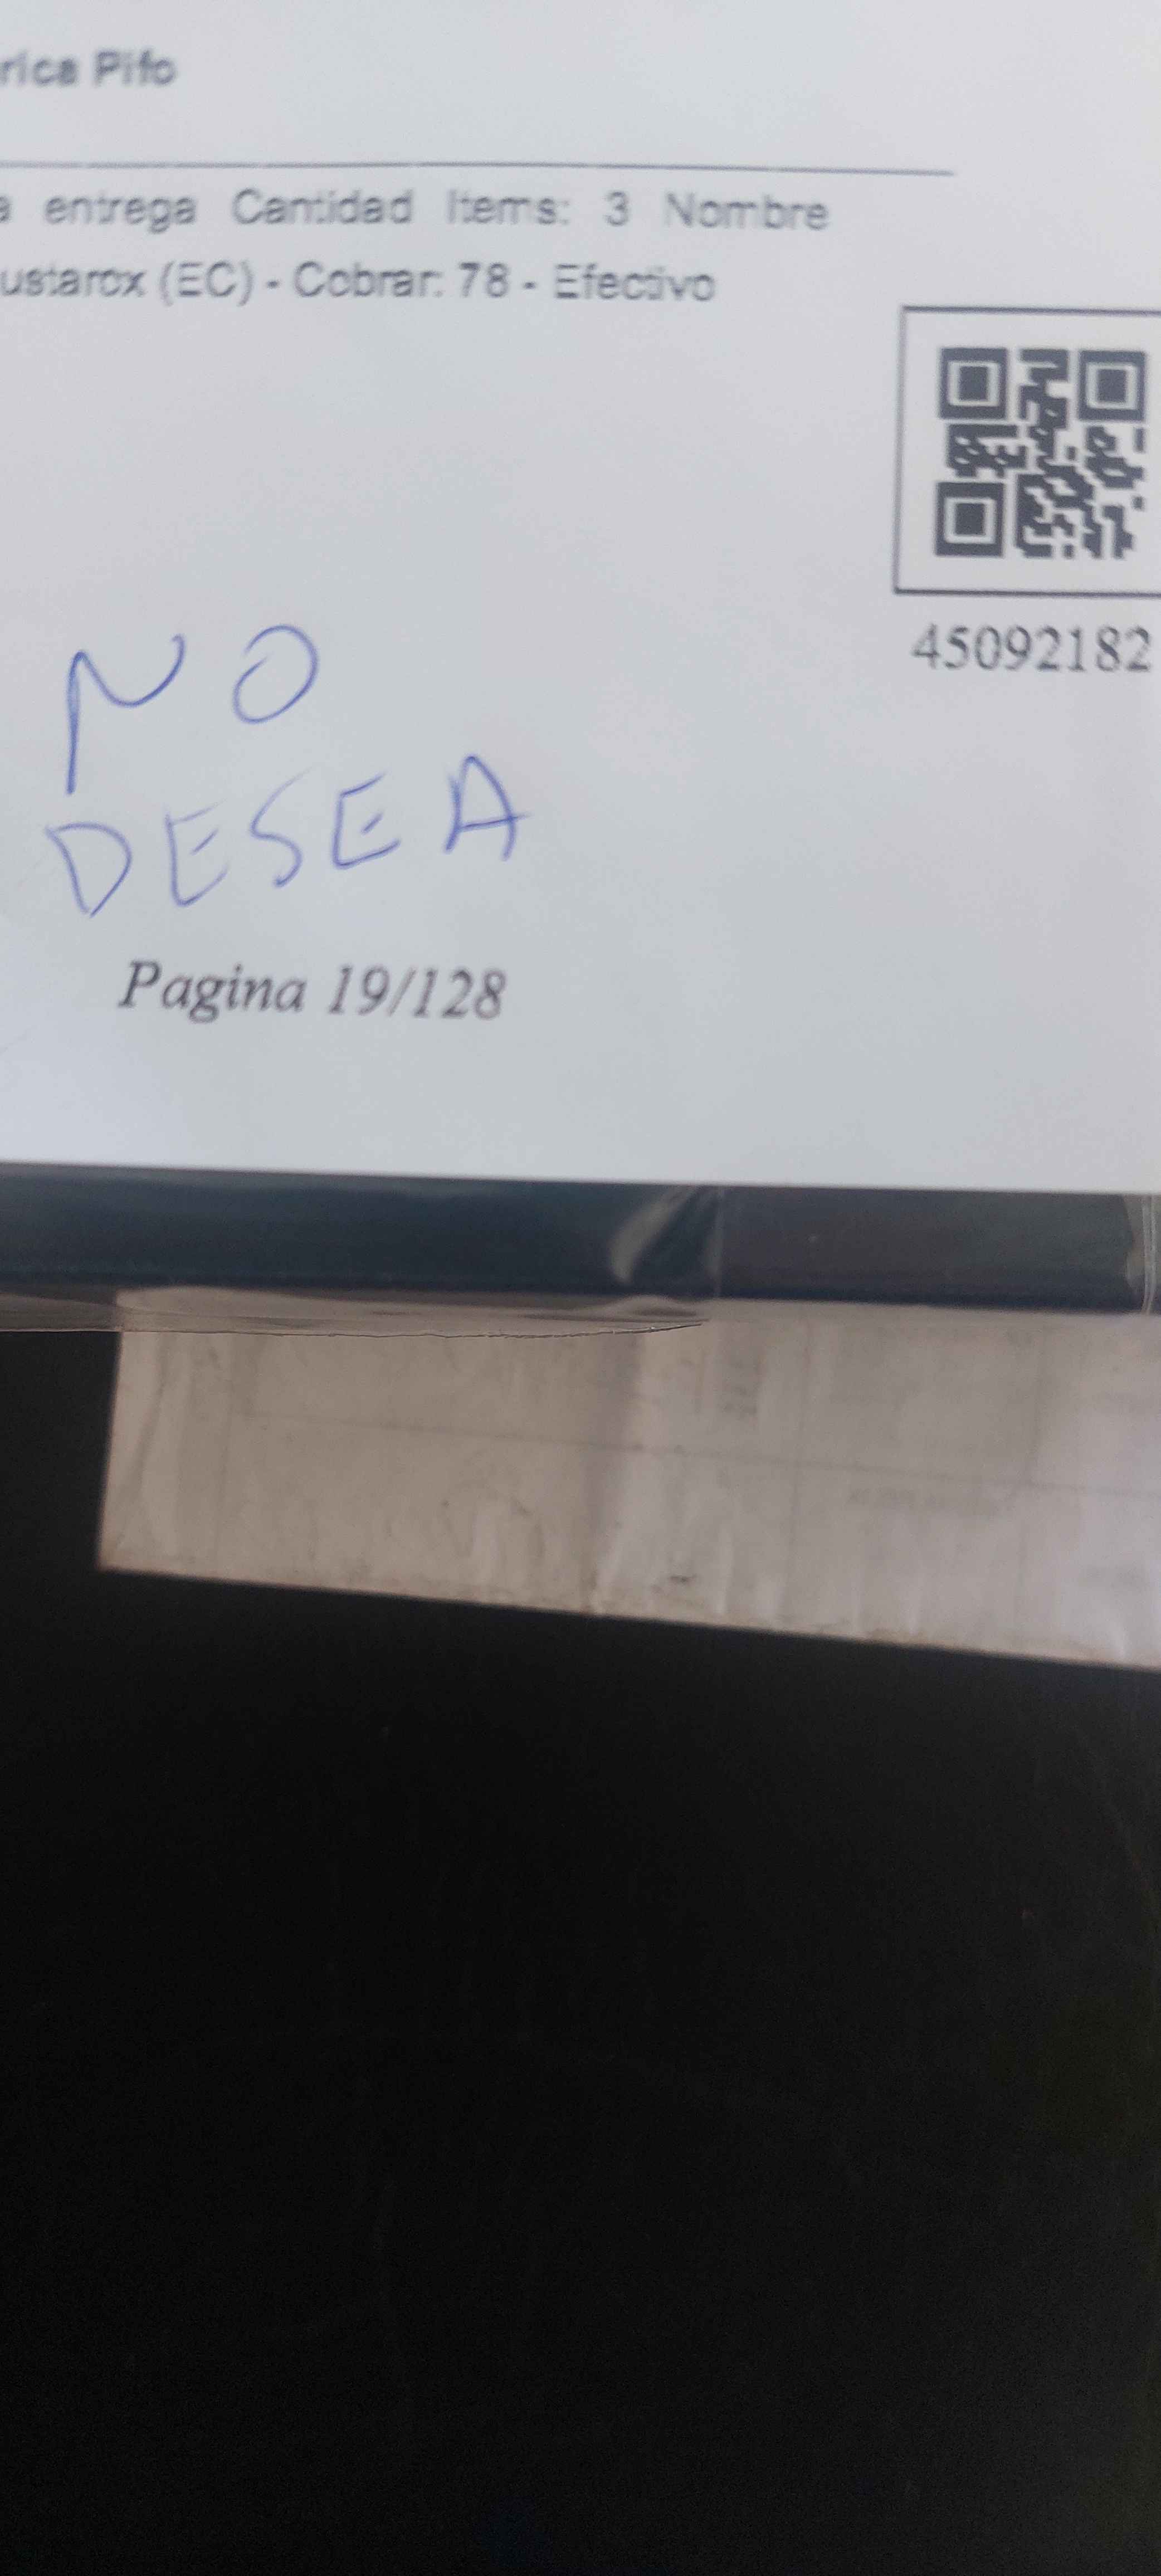 rica Pifo
a entrega Cantidad Items: 3 Nombre
ustarox (EC) - Cobrar: 78 - Efectivo
45092182
NO
DESEA
Pagina 19/128